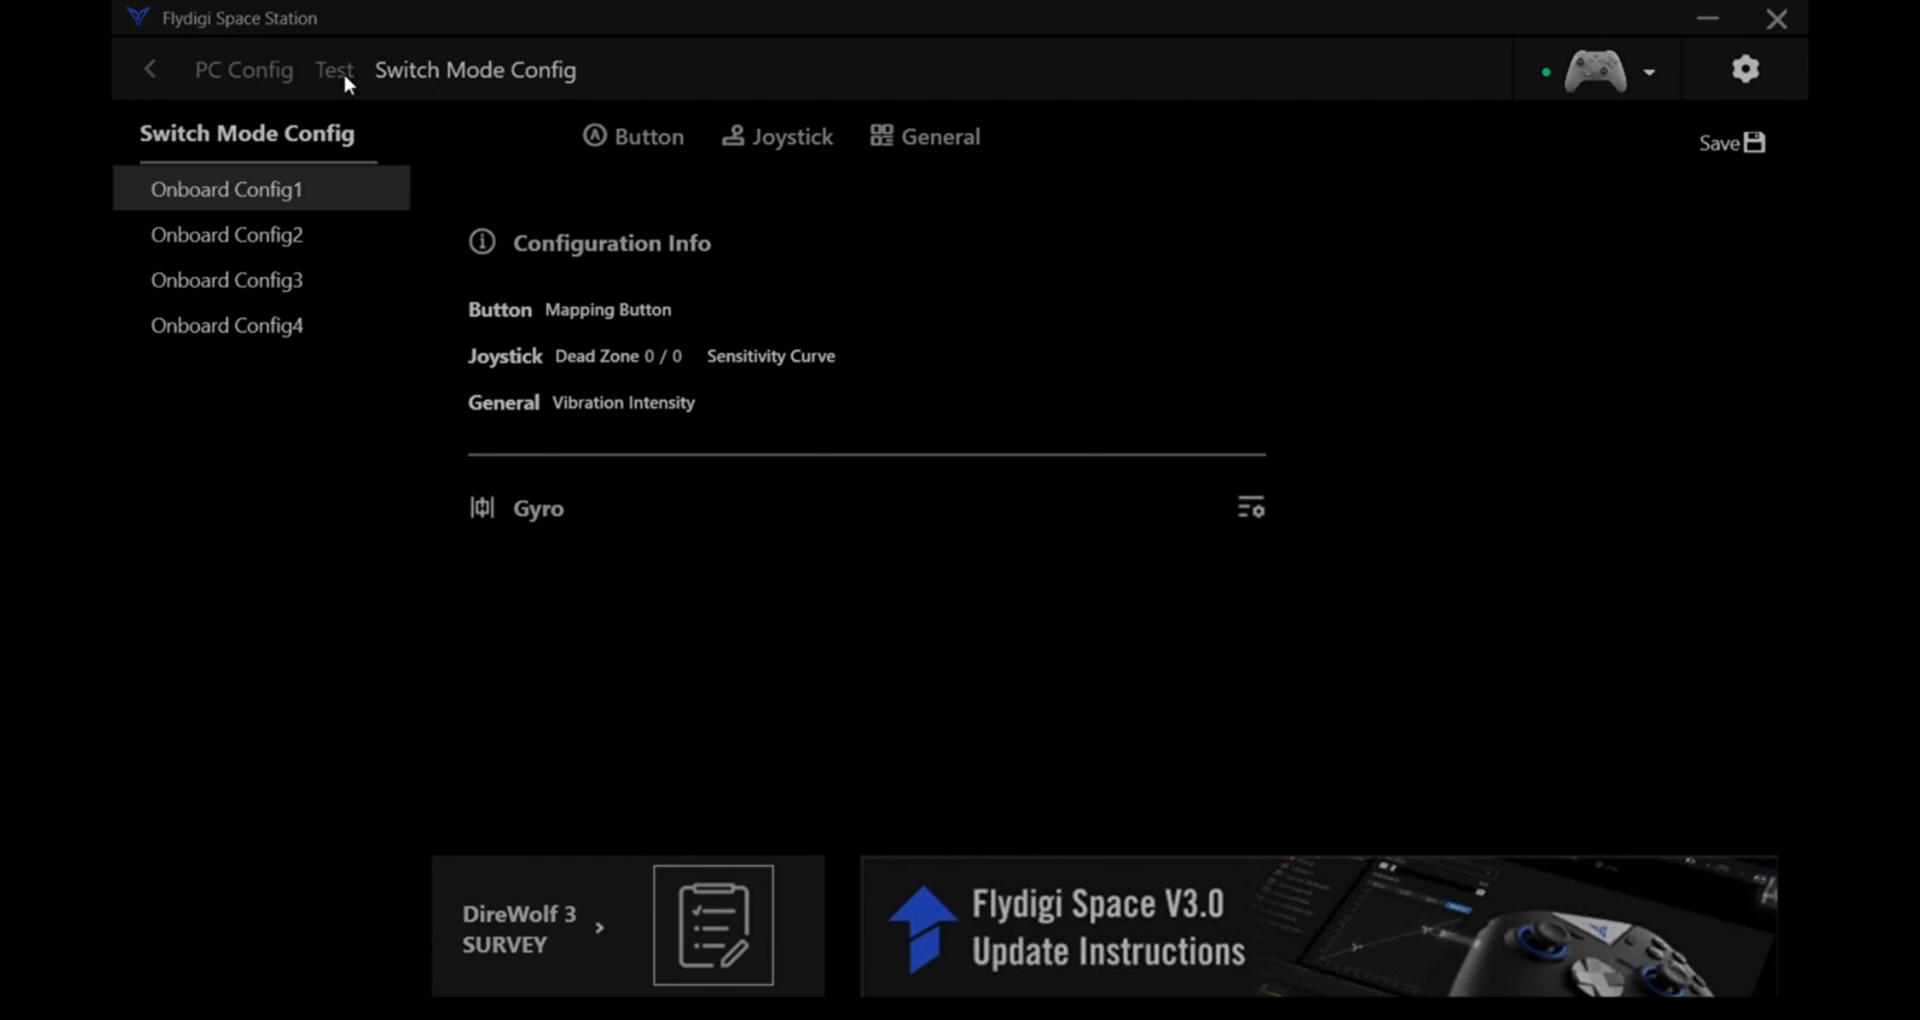 Flydigi Space Station
PC Config Test Switch Mode Config
Switch Mode Config
Button Joystick General
Save
Onboard Config1
Onboard Config2
Onboard Config3
Onboard Config4
Configuration Info
Button Mapping Button
Joystick Dead Zone 0 / 0 Sensitivity Curve
General Vibration Intensity
Gyro
DireWolf 3
SURVEY
Flydigi Space V3.0
Update Instructions